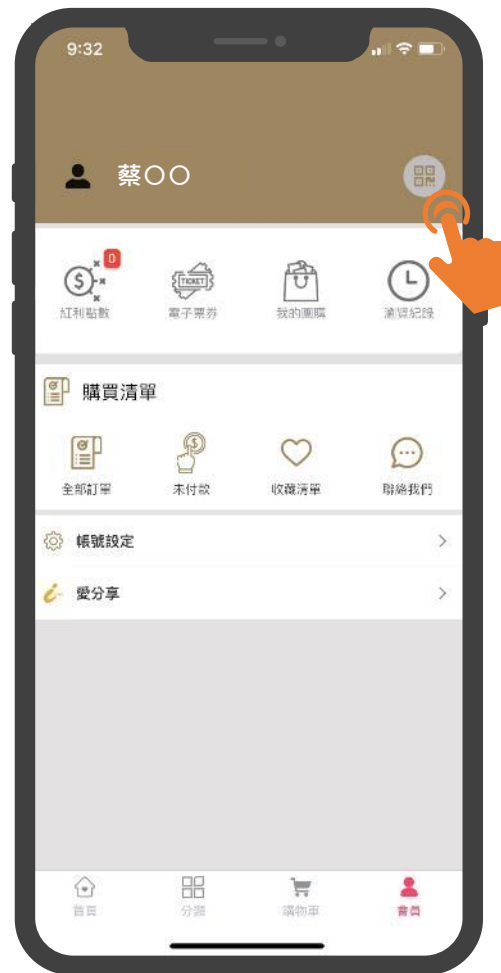 9:32
蔡〇〇
0
TICKET
紅利點數 電子票券 我的團購 瀏覽紀錄
購買清單
全部訂單 未付款 收藏清單 聯絡我們
帳號設定
愛分享
首頁 分類 購物車 會員